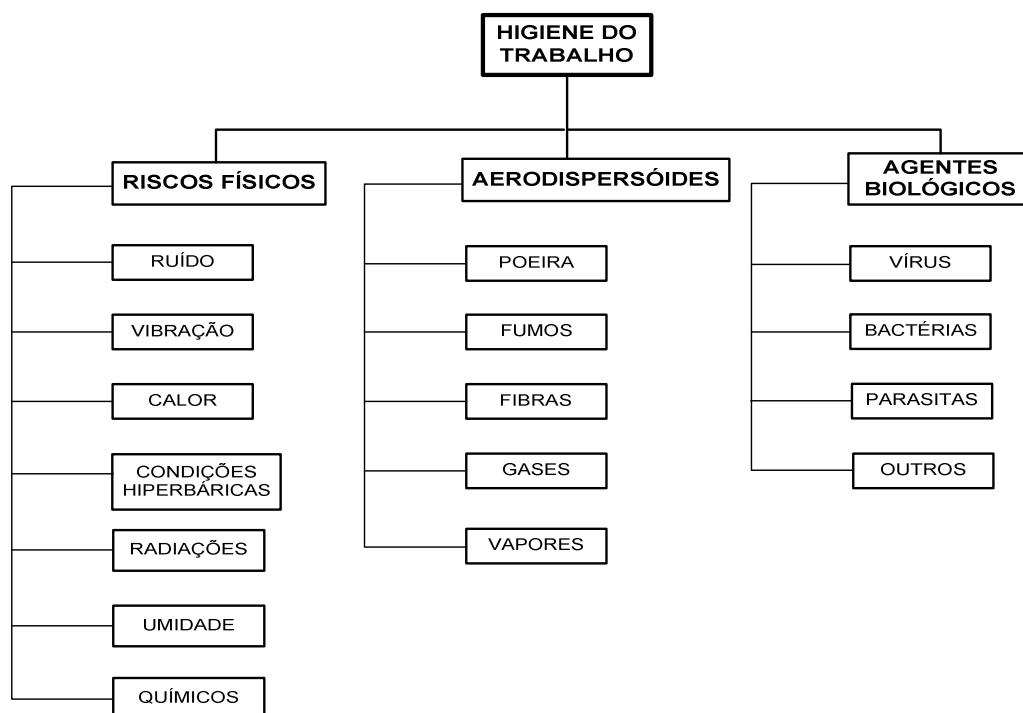 HIGIENE DO
TRABALHO
RISCOS FÍSICOS
RUÍDO
VIBRAÇÃO
CALOR
CONDIÇÕES
HIPERBÁRICAS
RADIAÇÕES
UMIDADE
QUÍMICOS
AERODISPERSÓIDES
POEIRA
FUMOS
FIBRAS
GASES
VAPORES
AGENTES
BIOLÓGICOS
VÍRUS
BACTÉRIAS
PARASITAS
OUTROS